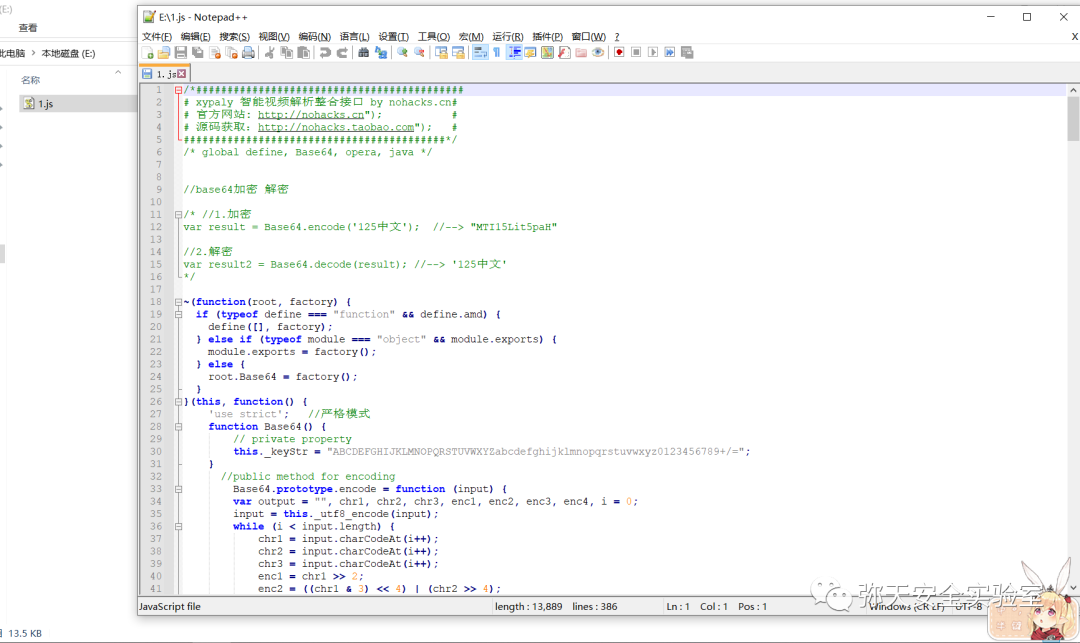 (E:)
E:\1.js - Notepad++
查看
文件(F) 编辑(E) 搜索(S) 视图(V) 编码(N) 语言(L) 设置(T) 工具(O) 宏(M) 运行(R) 插件(P) 窗口(W) ?
X
此电脑 › 本地磁盘 (E:)
名称
1.js
1.js
1 /*###########################################
2 # xypaly 智能视频解析整合接口 by nohacks.cn#
3 # 官方网站: http://nohacks.cn"); #
4 # 源码获取: http://nohacks.taobao.com"); #
5 ##########################################*/
6 /* global define, Base64, opera, java */
7
8
9 //base64加密 解密
10
11 /* //1.加密
12 var result = Base64.encode('125中文'); //--> "MTI15Lit5paH"
13
14 //2.解密
15 var result2 = Base64.decode(result); //--> '125中文'
16 */
17
18 ~(function(root, factory) {
19 if (typeof define === "function" && define.amd) {
20 define([], factory);
21 } else if (typeof module === "object" && module.exports) {
22 module.exports = factory();
23 } else {
24 root.Base64 = factory();
25 }
26 }(this, function() {
27 'use strict'; //严格模式
28 function Base64() {
29 // private property
30 this._keyStr = "ABCDEFGHIJKLMNOPQRSTUVWXYZabcdefghijklmnopqrstuvwxyz0123456789+/=";
31 }
32 //public method for encoding
33 Base64.prototype.encode = function (input) {
34 var output = "", chr1, chr2, chr3, enc1, enc2, enc3, enc4, i = 0;
35 input = this._utf8_encode(input);
36 while (i < input.length) {
37 chr1 = input.charCodeAt(i++);
38 chr2 = input.charCodeAt(i++);
39 chr3 = input.charCodeAt(i++);
40 enc1 = chr1 >> 2;
41 enc2 = ((chr1 & 3) << 4) | (chr2 >> 4);
弥天安全实验室
JavaScript file length : 13,889 lines : 386 Ln : 1 Col : 1 Pos : 1 Windows (CR LF) UTF-8
13.5 KB